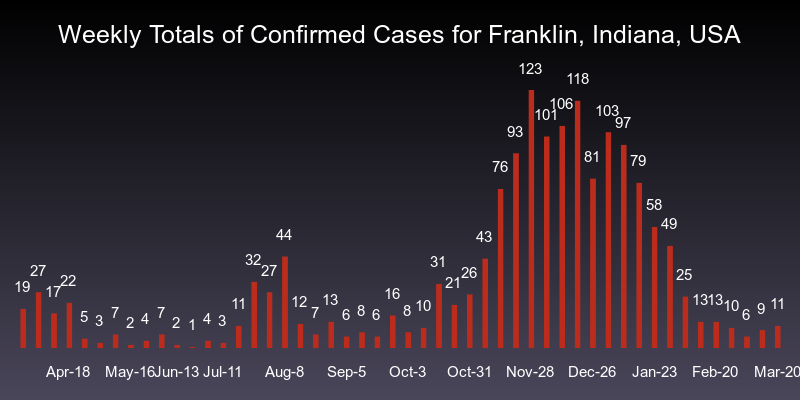 Weekly Totals of Confirmed Cases for Franklin, Indiana, USA
19 27 17 22 5 3 7 2 4 7 2 1 4 3 11 32 27 44 12 7 13 6 8 6 16 8 10 31 21 26 43 76 93 123 101 106 118 81 103 97 79 58 49 25 13 13 10 6 9 11
Apr-18 May-16 Jun-13 Jul-11 Aug-8 Sep-5 Oct-3 Oct-31 Nov-28 Dec-26 Jan-23 Feb-20 Mar-20